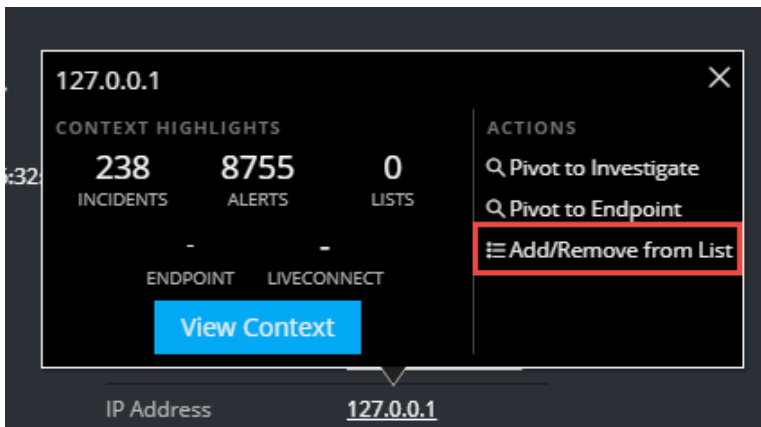 127.0.0.1
CONTEXT HIGHLIGHTS
238 8755 0
INCIDENTS ALERTS LISTS
- -
ENDPOINT LIVECONNECT
View Context
ACTIONS
Pivot to Investigate
Pivot to Endpoint
Add/Remove from List
:32:
IP Address 127.0.0.1